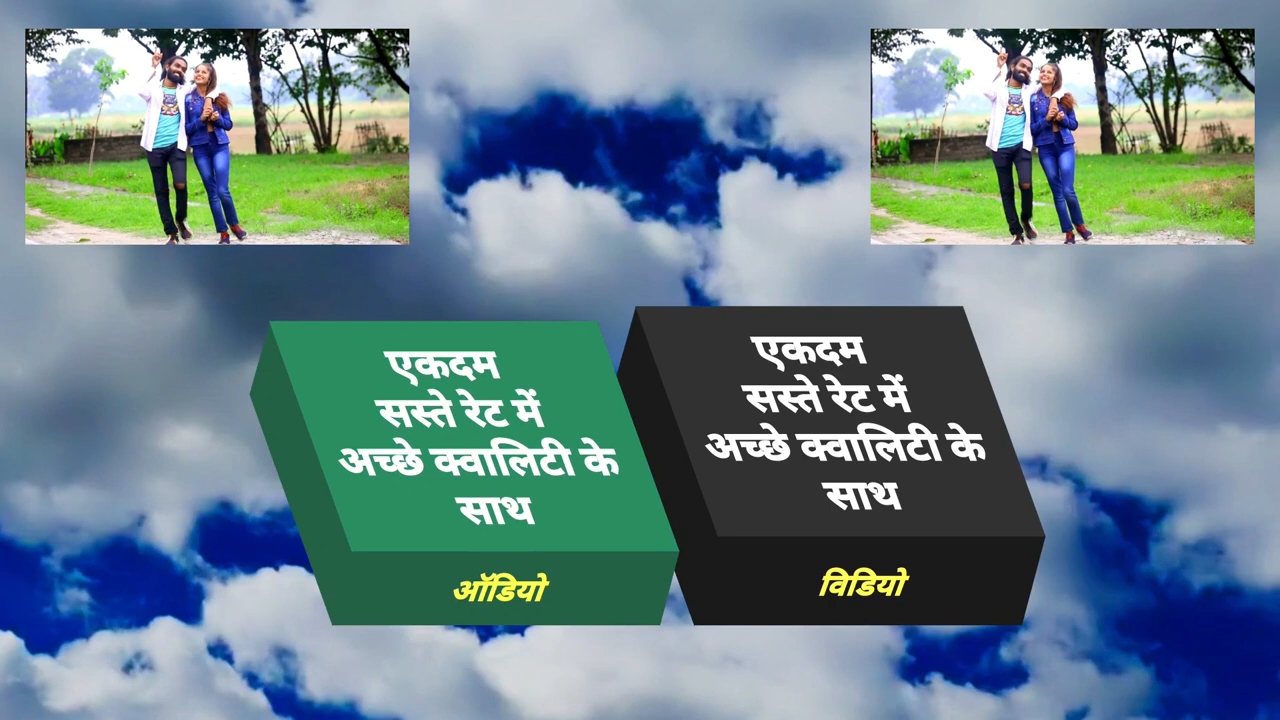 एकदम
सस्ते रेट में
अच्छे क्वालिटी के
साथ
ऑडियो
एकदम
सस्ते रेट में
अच्छे क्वालिटी के
साथ
विडियो